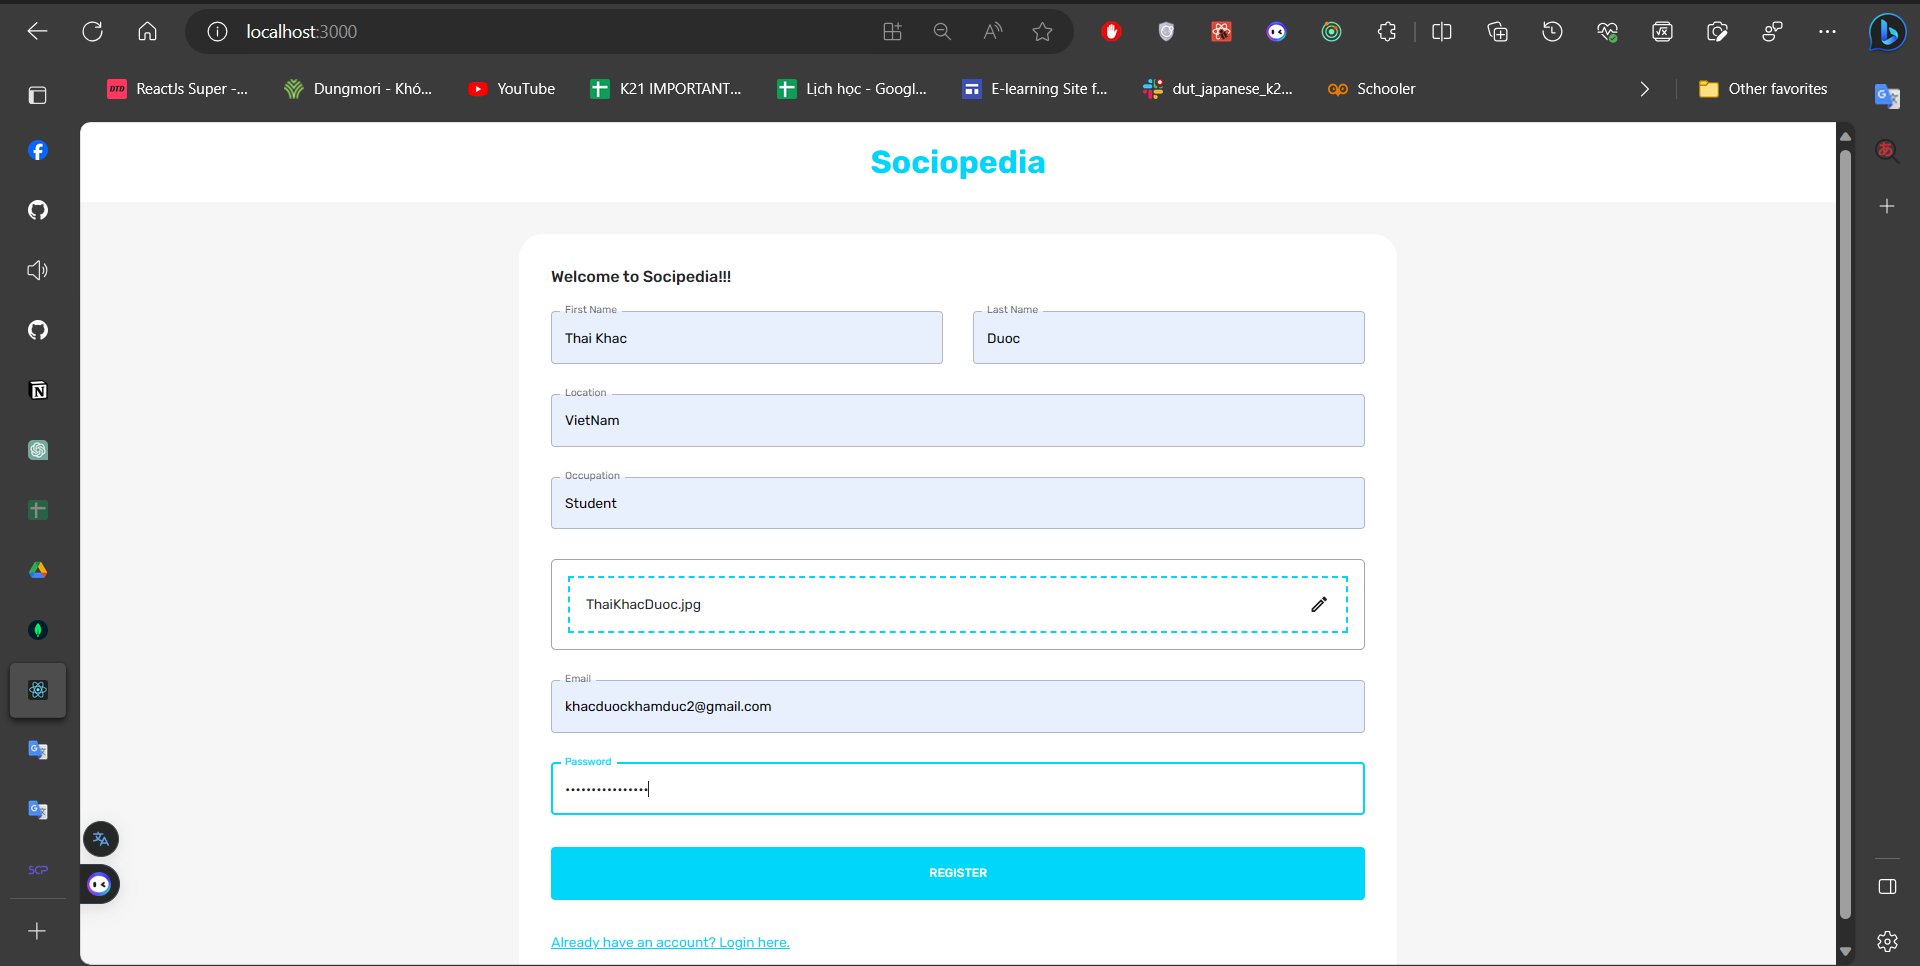 localhost:3000
ReactJs Super -...
Dungmori - Khó...
YouTube
K21 IMPORTANT...
Lịch học - Googl...
E-learning Site f...
dut_japanese_k2...
Schooler
Other favorites
Sociopedia
Welcome to Socipedia!!!
First Name
Thai Khac
Last Name
Duoc
Location
VietNam
Occupation
Student
ThaiKhacDuoc.jpg
Email
khacduockhamduc2@gmail.com
Password
••••••••••••••••
REGISTER
Already have an account? Login here.
SCP